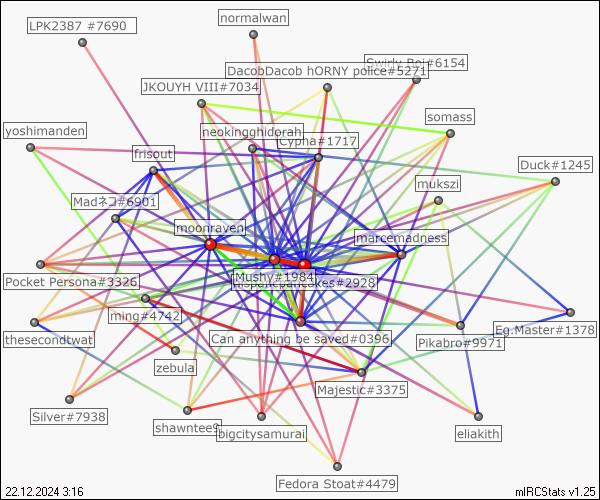 normalwan
LPK2387 #7690
Swirly Boi#6154
DacobDacob hORNY police#5271
JKOUYH VIII#7034
somass
yoshimanden
neokingghidorah
Cypha#1717
frisout
Duck#1245
mukszi
Madネコ#6901
moonraven
marcemadness
Pocket Persona#3326
Mushy#1984
cakes#2928
ming#4742
Eg.Master#1378
thesecondtwat
Can anything be saved#0396
Pikabro#9971
zebula
Majestic#3375
Silver#7938
shawntee9
bigcitysamurai
eliakith
Fedora Stoat#4479
22.12.2024 3:16
mIRCStats v1.25